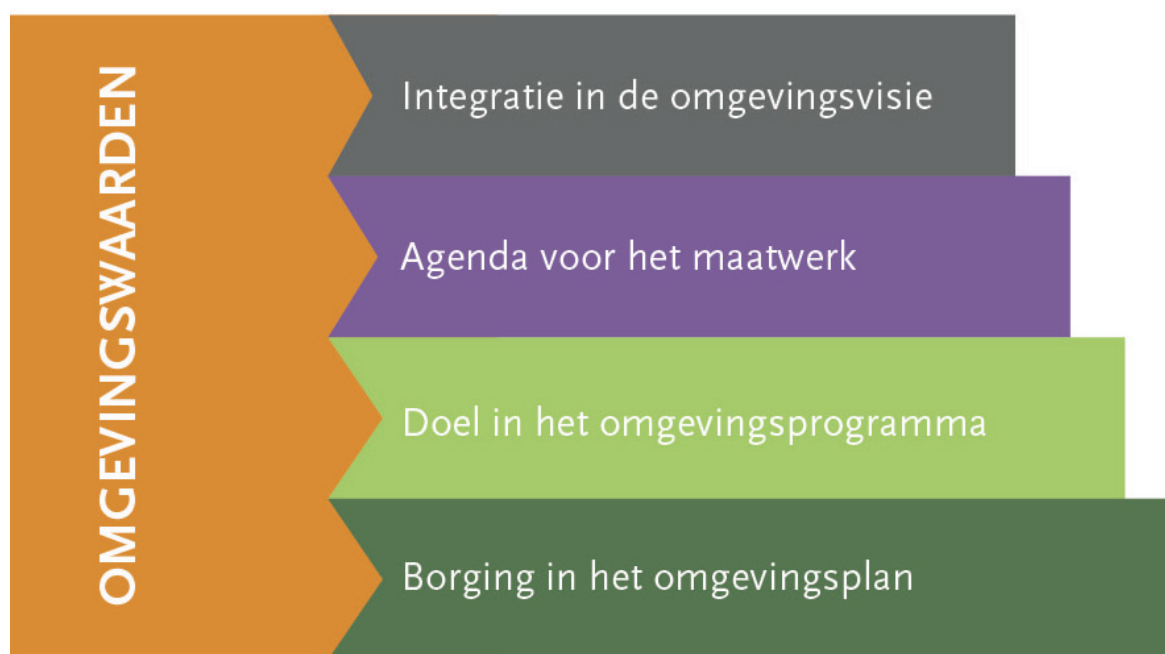 OMGEVINGSWAARDEN
Integratie in de omgevingsvisie
Agenda voor het maatwerk
Doel in het omgevingsprogramma
Borging in het omgevingsplan